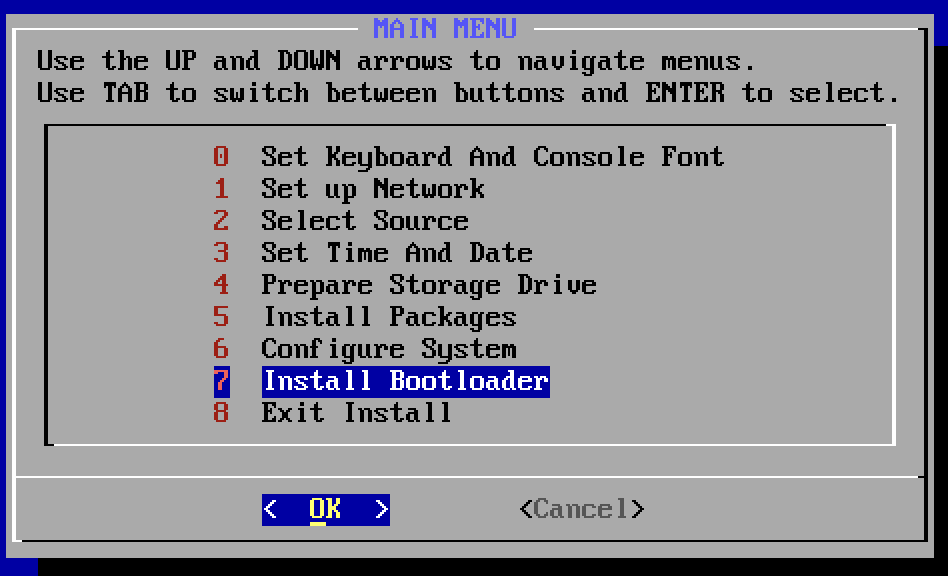 MAIN MENU
Use the UP and DOWN arrows to navigate menus.
Use TAB to switch between buttons and ENTER to select.
0 Set Keyboard And Console Font
1 Set up Network
2 Select Source
3 Set Time And Date
4 Prepare Storage Drive
5 Install Packages
6 Configure System
7 Install Bootloader
8 Exit Install
< OK > <Cancel>